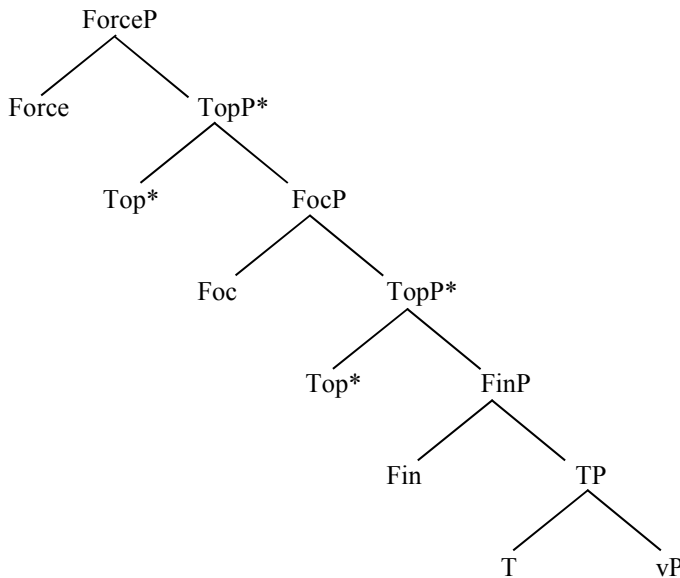 ForceP
Force TopP*
Top* FocP
Foc TopP*
Top* FinP
Fin TP
T vP